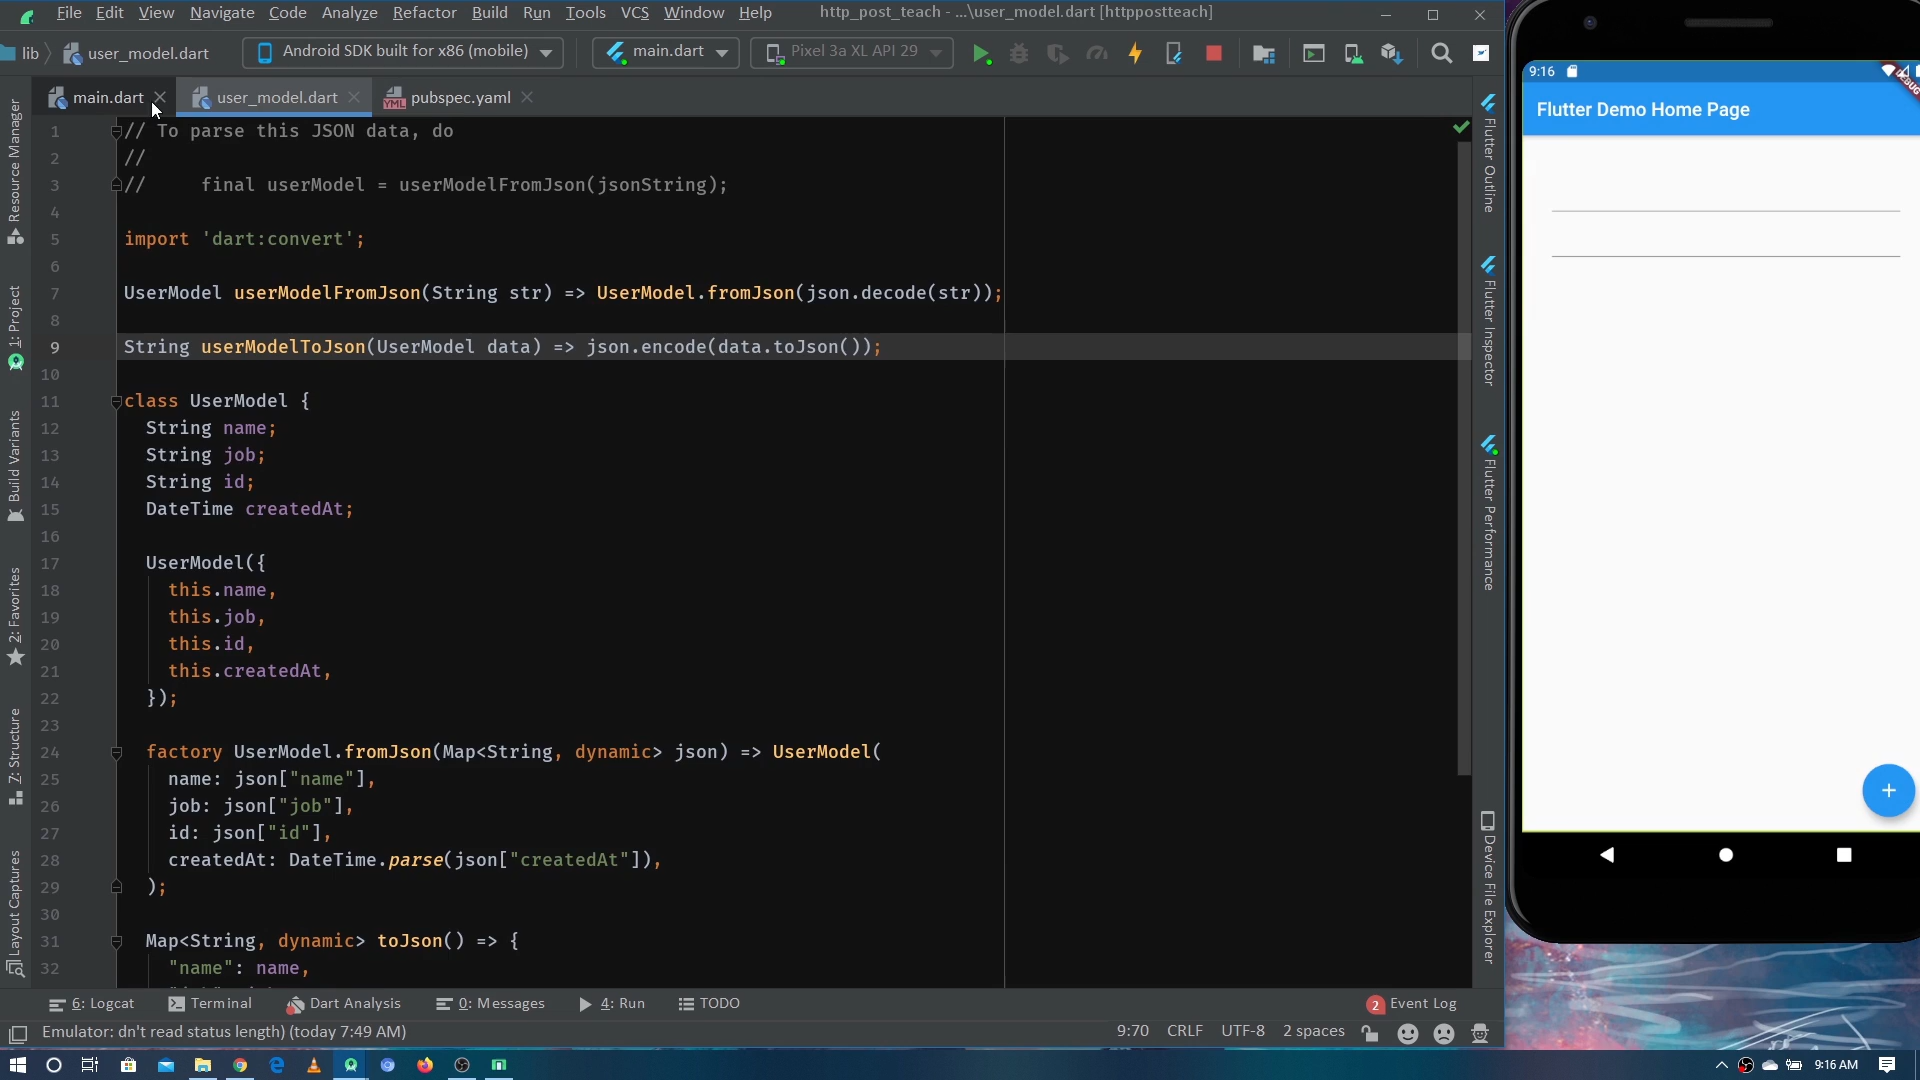 File Edit View Navigate Code Analyze Refactor Build Run Tools VCS Window Help http_post_teach - ...\user_model.dart [httppostteach]
lib user_model.dart Android SDK built for x86 (mobile) main.dart Pixel 3a XL API 29
main.dart user_model.dart YML pubspec.yaml
1 // To parse this JSON data, do
2 //
3 // final userModel = userModelFromJson(jsonString);
4
5 import 'dart:convert';
6
7 UserModel userModelFromJson(String str) => UserModel.fromJson(json.decode(str));
8
9 String userModelToJson(UserModel data) => json.encode(data.toJson());
10
11 class UserModel {
12 String name;
13 String job;
14 String id;
15 DateTime createdAt;
16
17 UserModel({
18 this.name,
19 this.job,
20 this.id,
21 this.createdAt,
22 });
23
24 factory UserModel.fromJson(Map<String, dynamic> json) => UserModel(
25 name: json["name"],
26 job: json["job"],
27 id: json["id"],
28 createdAt: DateTime.parse(json["createdAt"]),
29 );
30
31 Map<String, dynamic> toJson() => {
32 "name": name,
Resource Manager
1: Project
Build Variants
2: Favorites
7: Structure
Layout Captures
Flutter Outline
Flutter Inspector
Flutter Performance
Device File Explorer
6: Logcat Terminal Dart Analysis 0: Messages 4: Run TODO 2 Event Log
Emulator: dn't read status length) (today 7:49 AM) 9:70 CRLF UTF-8 2 spaces
9:16
DEBUG
Flutter Demo Home Page
9:16 AM